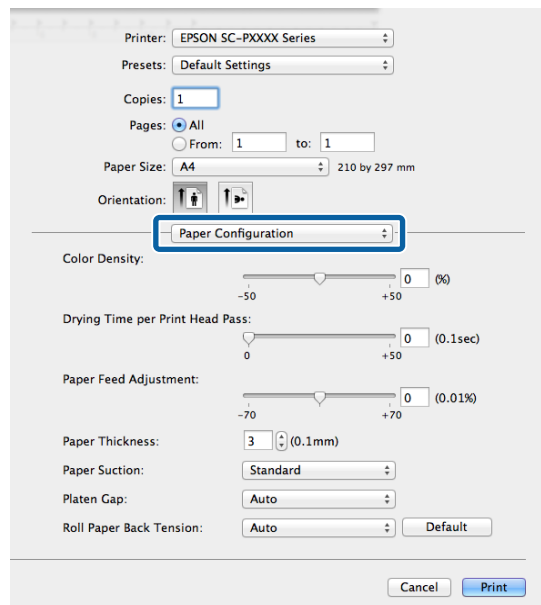 Printer: EPSON SC-PXXXX Series
Presets: Default Settings
Copies: 1
Pages: All
From: 1 to: 1
Paper Size: A4 210 by 297 mm
Orientation:
Paper Configuration
Color Density:
0 (%)
-50 +50
Drying Time per Print Head Pass:
0 (0.1sec)
0 +50
Paper Feed Adjustment:
0 (0.01%)
-70 +70
Paper Thickness: 3 (0.1mm)
Paper Suction: Standard
Platen Gap: Auto
Roll Paper Back Tension: Auto Default
Cancel Print